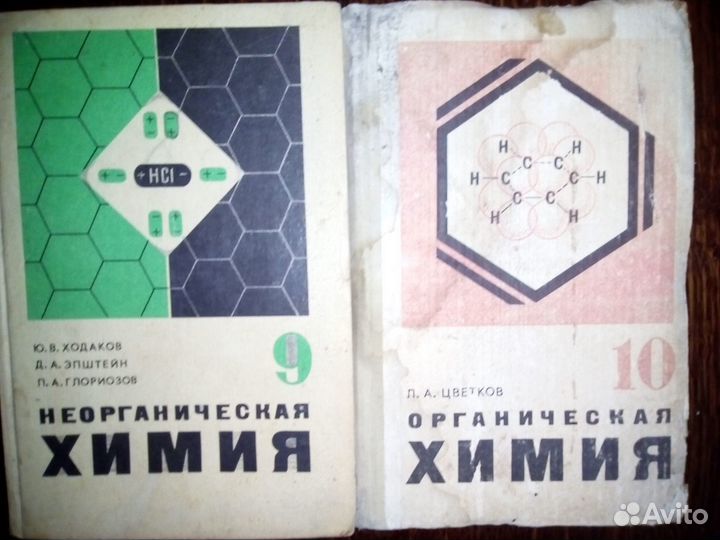 + HCl -
Ю. В. ХОДАКОВ
Д. А. ЭПШТЕЙН
П. А. ГЛОРИОЗОВ
9
НЕОРГАНИЧЕСКАЯ
ХИМИЯ
H H
C C
H C C H
C C
H H
10
Л. А. ЦВЕТКОВ
ОРГАНИЧЕСКАЯ
ХИМИЯ
Avito